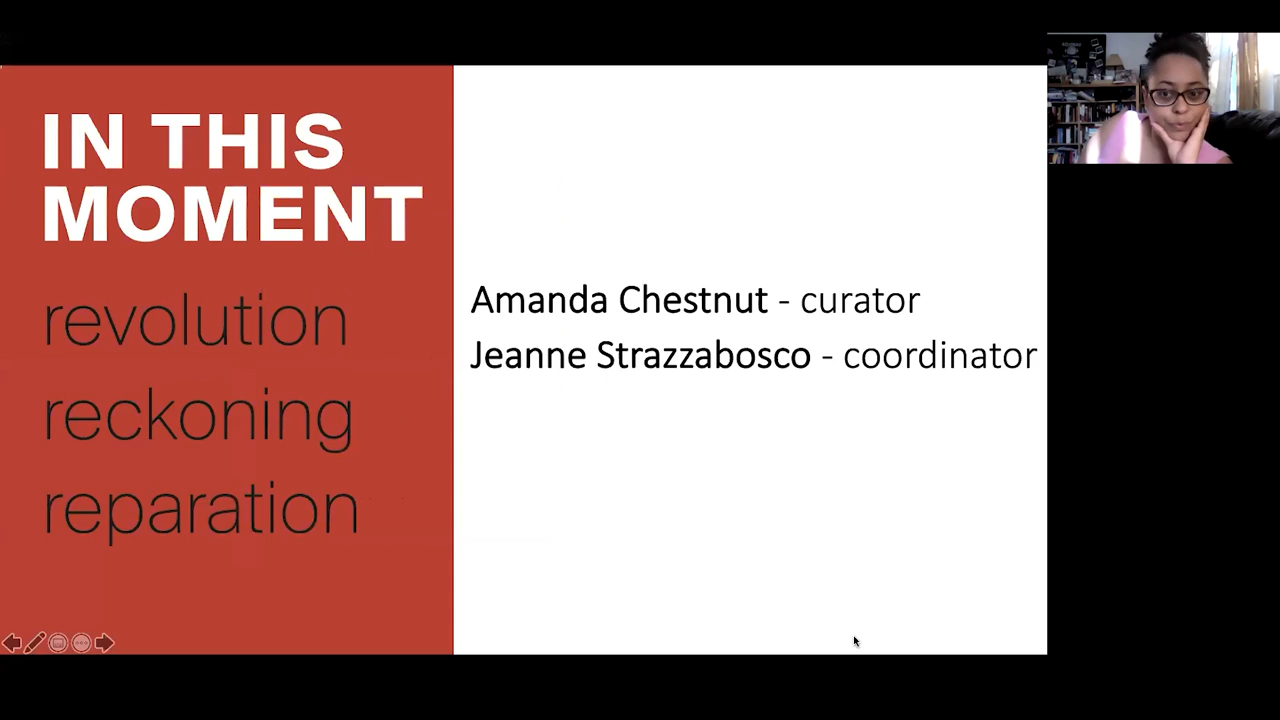 IN THIS
MOMENT
revolution
reckoning
reparation
Amanda Chestnut - curator
Jeanne Strazzabosco - coordinator